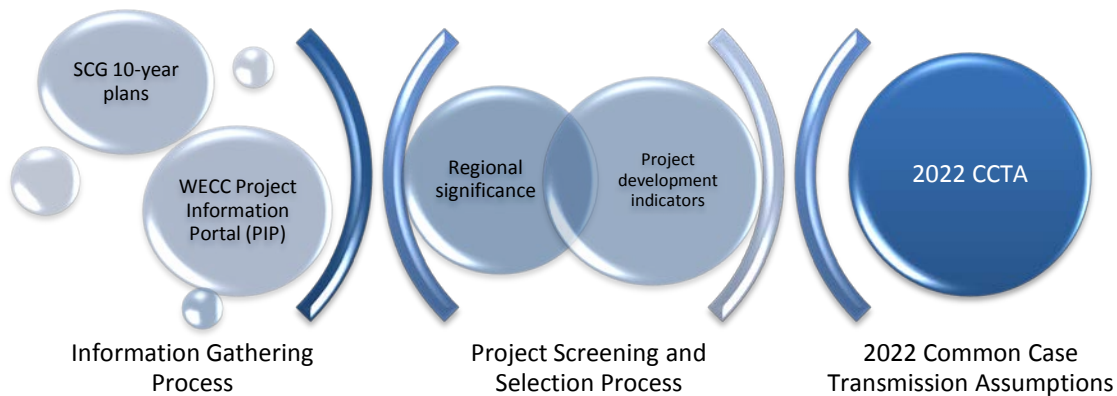 SCG 10-year
plans
WECC Project
Information
Portal (PIP)
Regional
significance
Project
development
indicators
2022 CCTA
Information Gathering
Process
Project Screening and
Selection Process
2022 Common Case
Transmission Assumptions